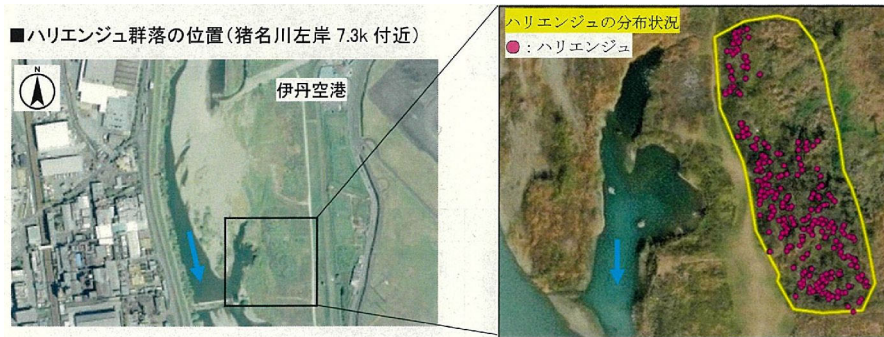 ■ハリエンジュ群落の位置(猪名川左岸 7.3k 付近)
N
伊丹空港
ハリエンジュの分布状況
●：ハリエンジュ